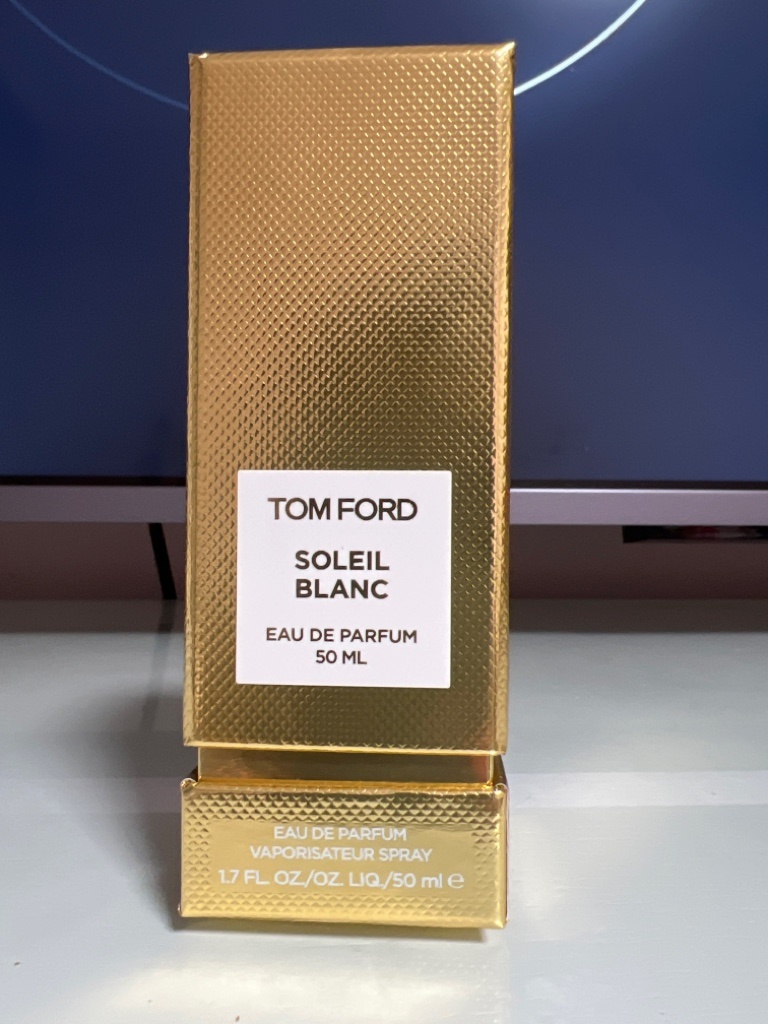 TOM FORD
SOLEIL
BLANC
EAU DE PARFUM
50 ML
EAU DE PARFUM
VAPORISATEUR SPRAY
1.7 FL. OZ./OZ. LIQ./50 ml ℮